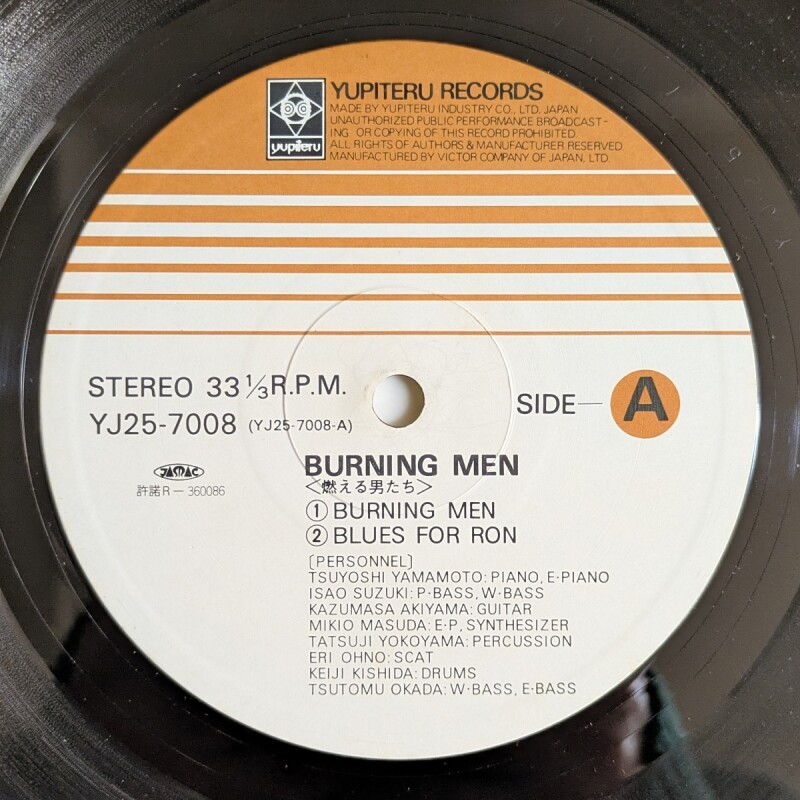 yupiteru
YUPITERU RECORDS
MADE BY YUPITERU INDUSTRY CO., LTD. JAPAN
UNAUTHORIZED PUBLIC PERFORMANCE BROADCAST-
ING OR COPYING OF THIS RECORD PROHIBITED.
ALL RIGHTS OF AUTHORS & MANUFACTURER RESERVED
MANUFACTURED BY VICTOR COMPANY OF JAPAN, LTD.
STEREO 33 1/3 R.P.M.
YJ25-7008 (YJ25-7008-A)
SIDE—A
JASRAC
許諾R－360086
BURNING MEN
<燃える男たち>
① BURNING MEN
② BLUES FOR RON
[PERSONNEL]
TSUYOSHI YAMAMOTO: PIANO, E·PIANO
ISAO SUZUKI: P·BASS, W·BASS
KAZUMASA AKIYAMA: GUITAR
MIKIO MASUDA: E·P, SYNTHESIZER
TATSUJI YOKOYAMA: PERCUSSION
ERI OHNO: SCAT
KEIJI KISHIDA: DRUMS
TSUTOMU OKADA: W·BASS, E·BASS